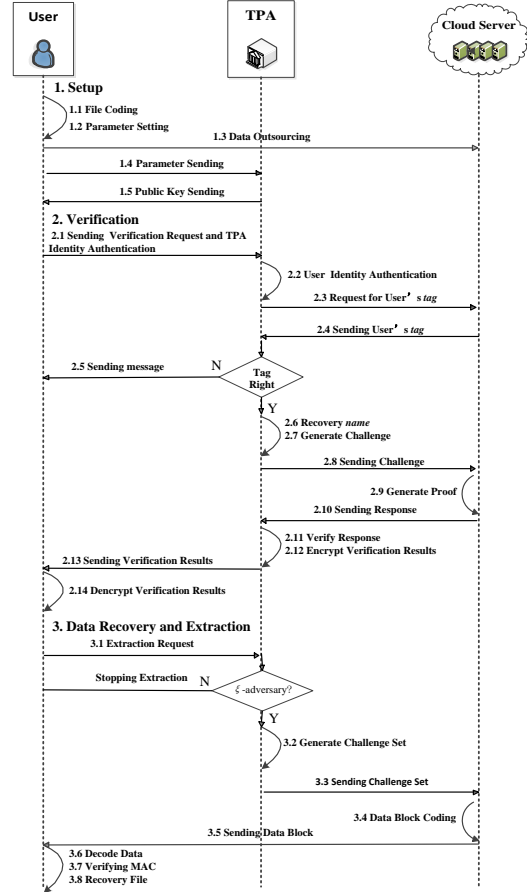 User
TPA
Cloud Server
1. Setup
1.1 File Coding
1.2 Parameter Setting
1.3 Data Outsourcing
1.4 Parameter Sending
1.5 Public Key Sending
2. Verification
2.1 Sending Verification Request and TPA
Identity Authentication
2.2 User Identity Authentication
2.3 Request for User’s tag
2.4 Sending User’s tag
2.5 Sending message
N
Tag
Right
Y
2.6 Recovery name
2.7 Generate Challenge
2.8 Sending Challenge
2.9 Generate Proof
2.10 Sending Response
2.11 Verify Response
2.12 Encrypt Verification Results
2.13 Sending Verification Results
2.14 Dencrypt Verification Results
3. Data Recovery and Extraction
3.1 Extraction Request
Stopping Extraction
N
ξ-adversary?
Y
3.2 Generate Challenge Set
3.3 Sending Challenge Set
3.4 Data Block Coding
3.5 Sending Data Block
3.6 Decode Data
3.7 Verifying MAC
3.8 Recovery File